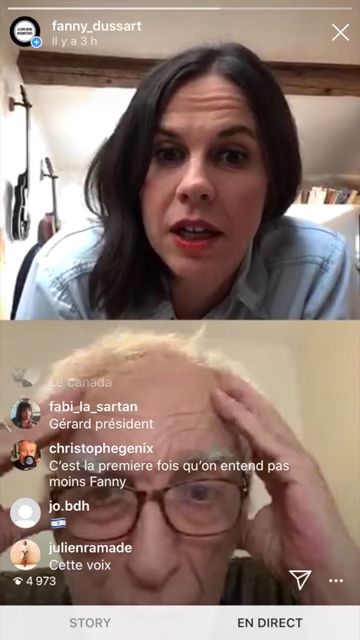 fanny_dussart
Il y a 3 h
Le canada
fabi_la_sartan
Gérard président
christophegenix
C'est la premiere fois qu'on entend pas
moins Fanny
jo.bdh
julienramade
Cette voix
4 973
STORY
EN DIRECT